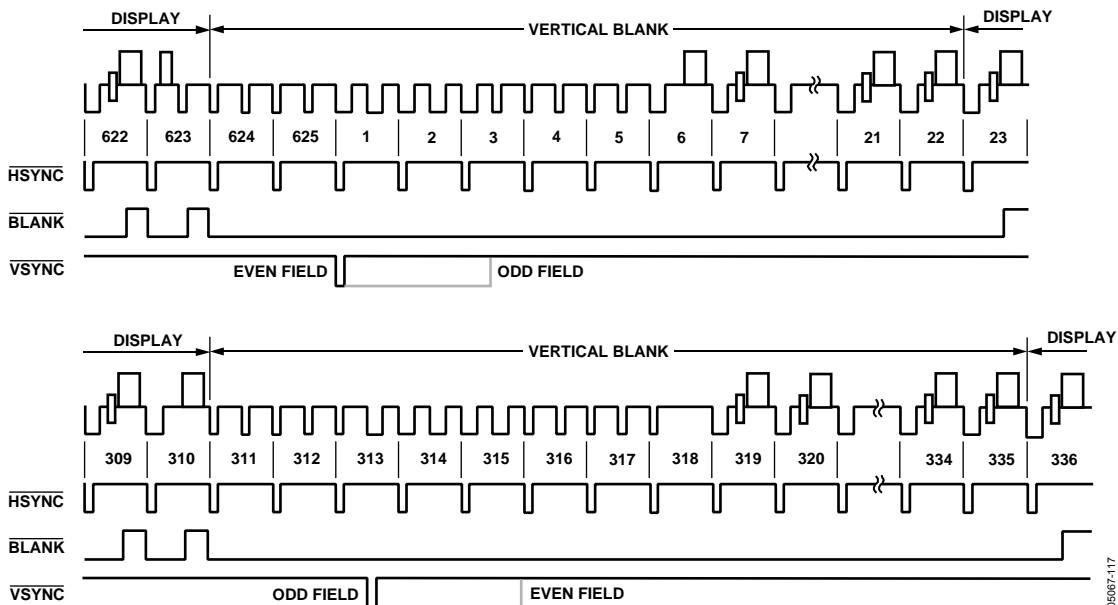 DISPLAY VERTICAL BLANK DISPLAY
622 623 624 625 1 2 3 4 5 6 7 21 22 23
HSYNC
BLANK
VSYNC
EVEN FIELD ODD FIELD
DISPLAY VERTICAL BLANK DISPLAY
309 310 311 312 313 314 315 316 317 318 319 320 334 335 336
HSYNC
BLANK
VSYNC
ODD FIELD EVEN FIELD
05067-117